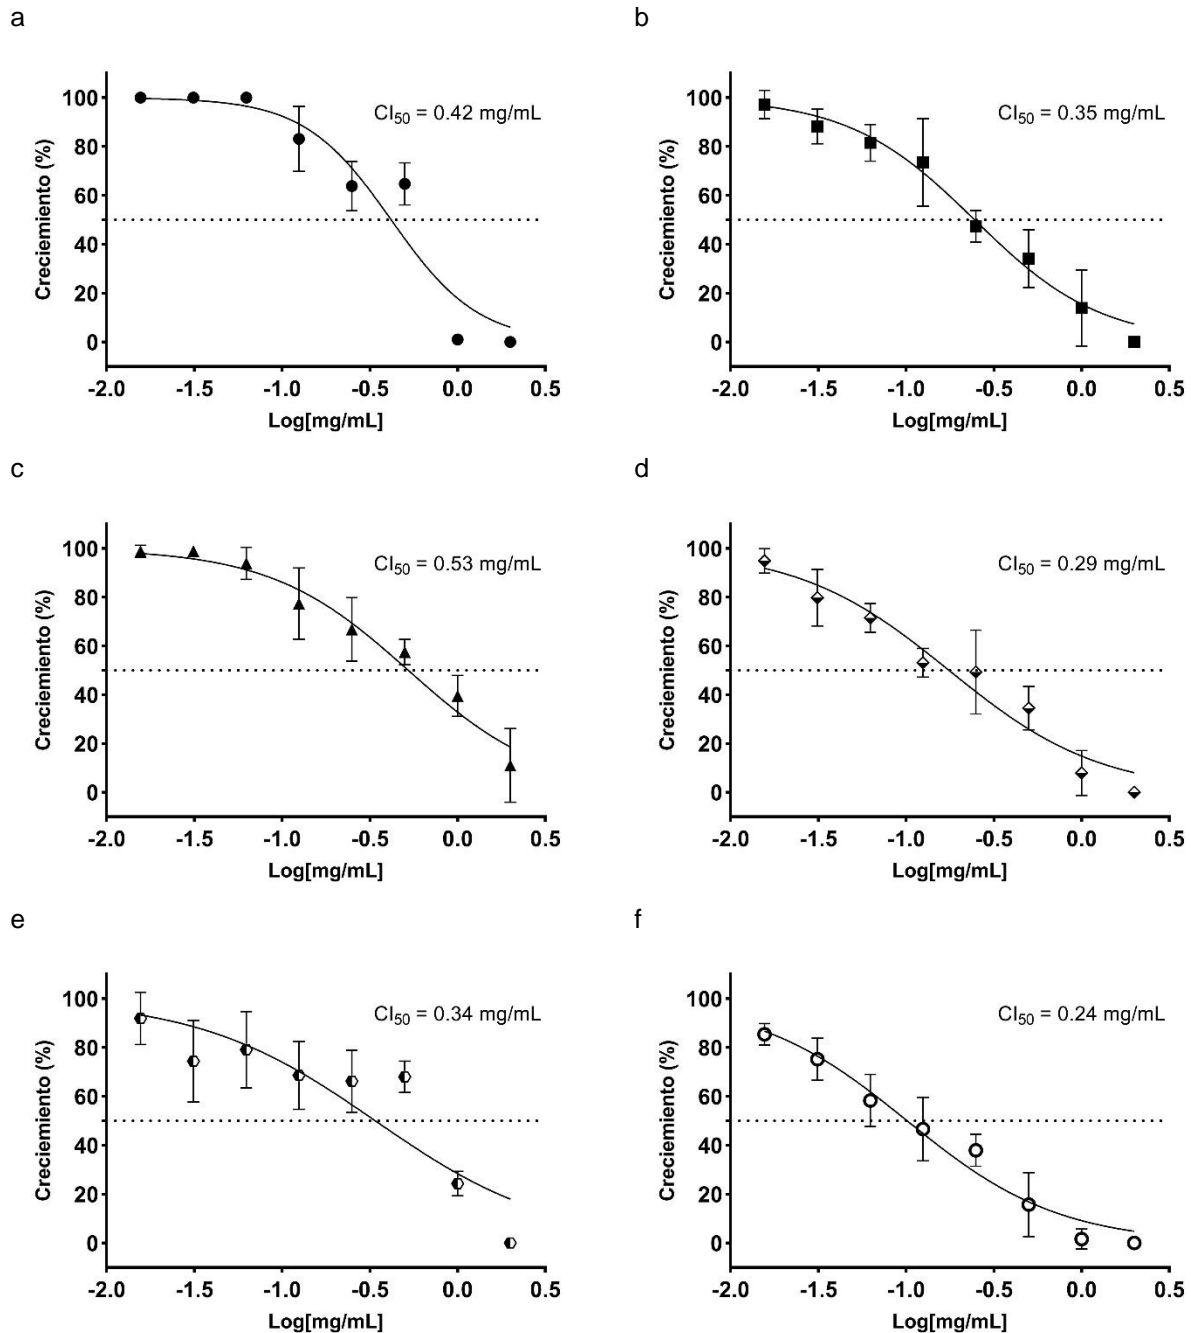 a
CI₅₀ = 0.42 mg/mL
Creciemiento (%)
100
80
60
40
20
0
-2.0 -1.5 -1.0 -0.5 0.0 0.5
Log[mg/mL]
b
CI₅₀ = 0.35 mg/mL
Creciemiento (%)
100
80
60
40
20
0
-2.0 -1.5 -1.0 -0.5 0.0 0.5
Log[mg/mL]
c
CI₅₀ = 0.53 mg/mL
Creciemiento (%)
100
80
60
40
20
0
-2.0 -1.5 -1.0 -0.5 0.0 0.5
Log[mg/mL]
d
CI₅₀ = 0.29 mg/mL
Creciemiento (%)
100
80
60
40
20
0
-2.0 -1.5 -1.0 -0.5 0.0 0.5
Log[mg/mL]
e
CI₅₀ = 0.34 mg/mL
Creciemiento (%)
100
80
60
40
20
0
-2.0 -1.5 -1.0 -0.5 0.0 0.5
Log[mg/mL]
f
CI₅₀ = 0.24 mg/mL
Creciemiento (%)
100
80
60
40
20
0
-2.0 -1.5 -1.0 -0.5 0.0 0.5
Log[mg/mL]